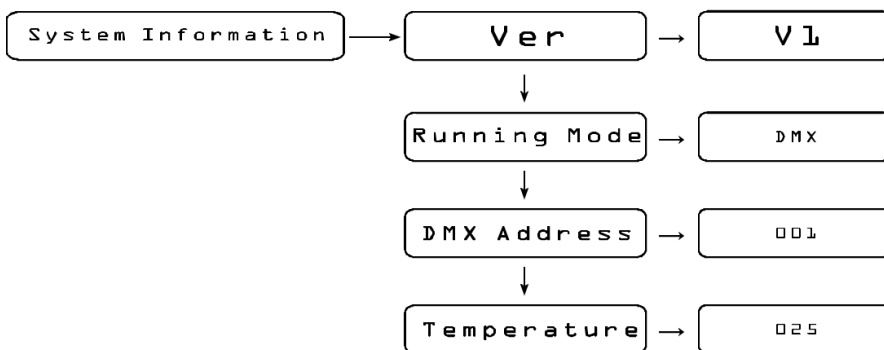 System Information
Ver
V1
Running Mode
DMX
DMX Address
001
Temperature
025